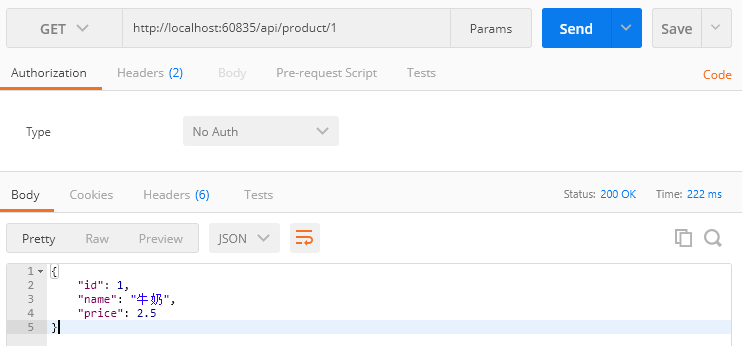 GET http://localhost:60835/api/product/1 Params Send Save
Authorization Headers (2) Body Pre-request Script Tests Code
Type No Auth
Body Cookies Headers (6) Tests Status: 200 OK Time: 222 ms
Pretty Raw Preview JSON
1 {
2 "id": 1,
3 "name": "牛奶",
4 "price": 2.5
5 }